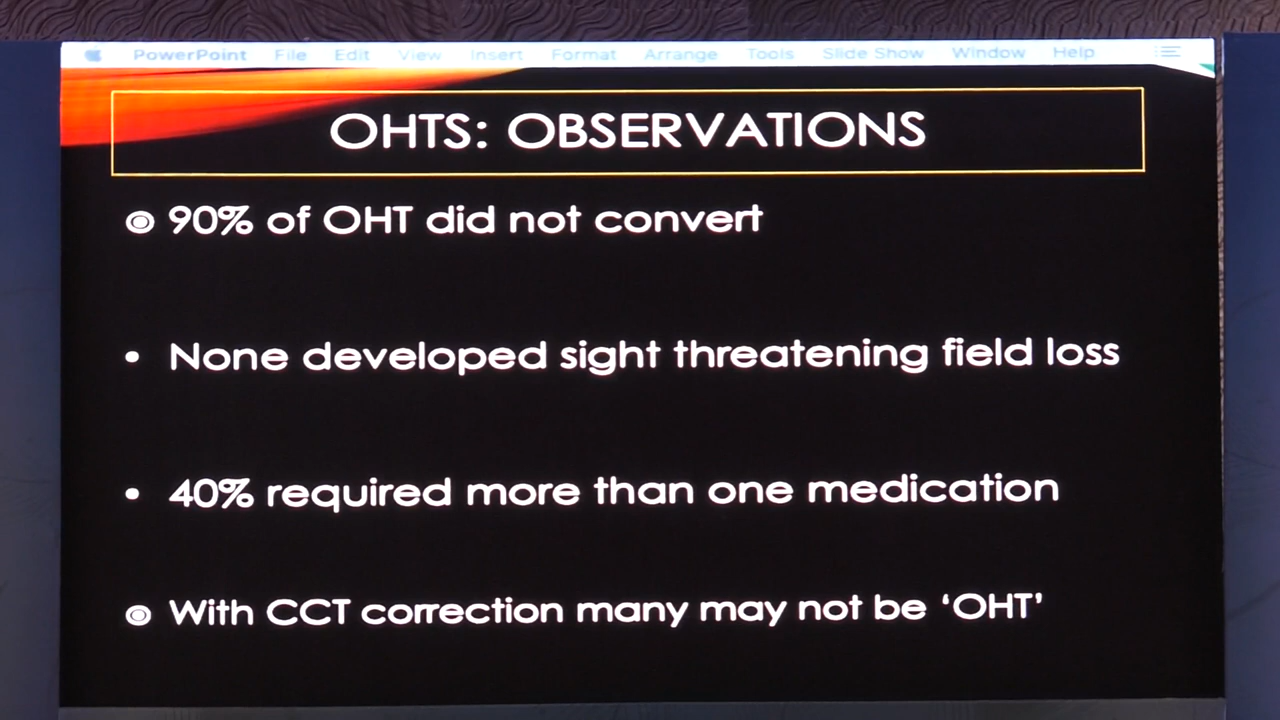 PowerPoint File Edit View Insert Format Arrange Tools Slide Show Window Help
OHTS: OBSERVATIONS
90% of OHT did not convert
None developed sight threatening field loss
40% required more than one medication
With CCT correction many may not be ‘OHT’